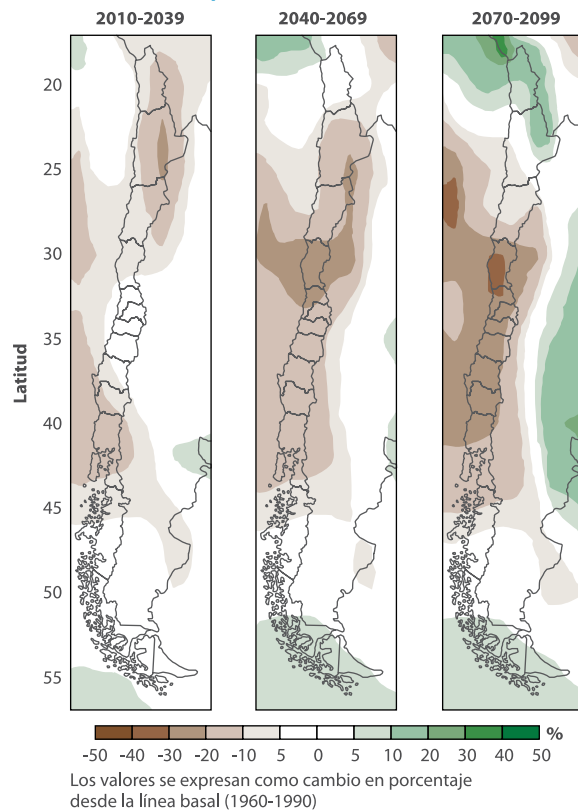 2010-2039 2040-2069 2070-2099
20
25
30
35
40
45
50
55
Latitud
-50 -40 -30 -20 -10 5 0 5 10 20 30 40 50 %
Los valores se expresan como cambio en porcentaje
desde la línea basal (1960-1990)